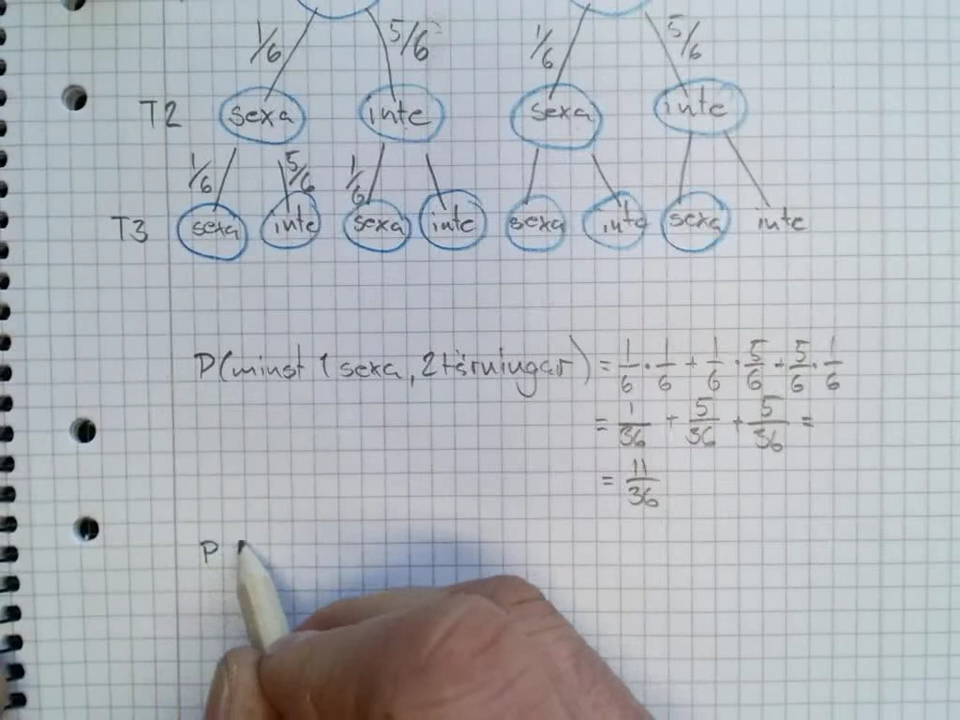 1/6 5/6 1/6 5/6
T2 sexa inte sexa inte
1/6 5/6 1/6
T3 sexa inte sexa inte sexa inte sexa inte
P(minst 1 sexa, 2 tärningar) = 1/6 · 1/6 + 1/6 · 5/6 + 5/6 · 1/6
= 1/36 + 5/36 + 5/36 =
= 11/36
P